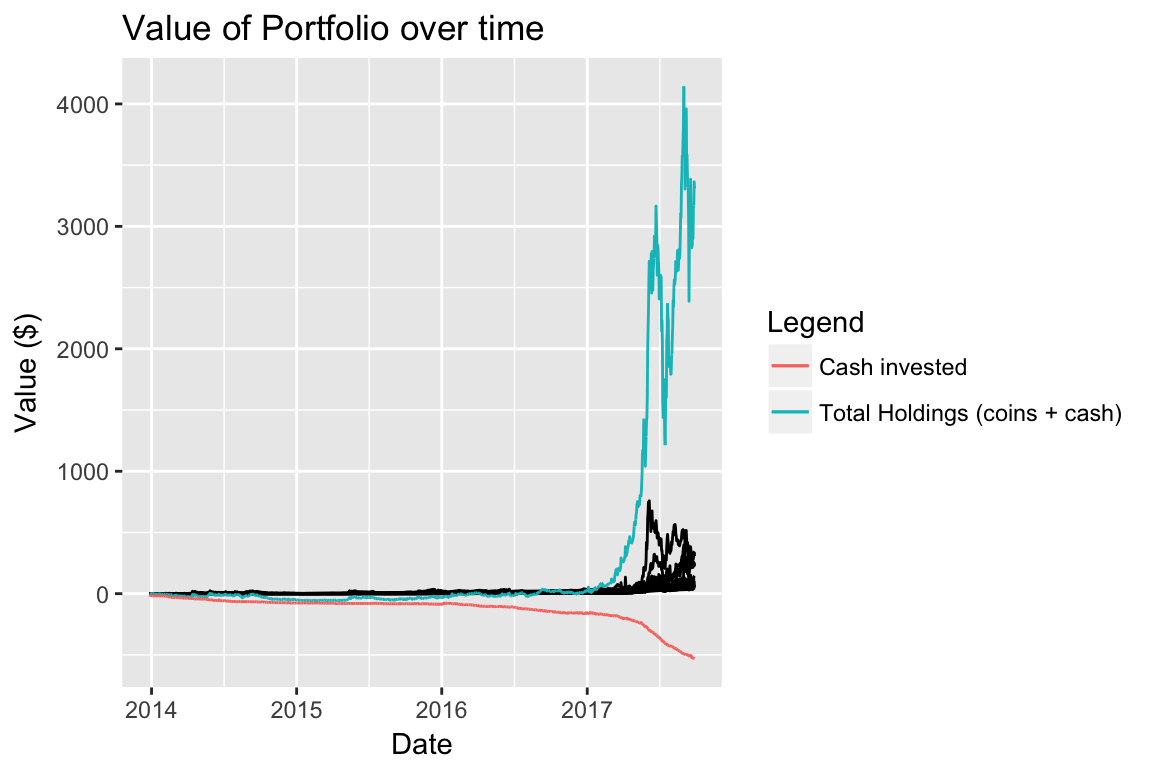 Value of Portfolio over time
Value ($)
4000
3000
2000
1000
0
2014
2015
2016
2017
Date
Legend
Cash invested
Total Holdings (coins + cash)